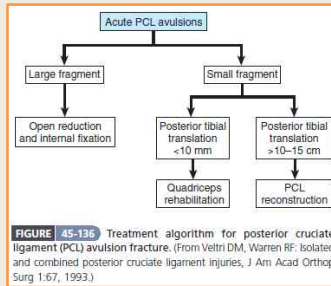 Acute PCL avulsions
Large fragment
Small fragment
Open reduction
and internal fixation
Posterior tibial
translation
<10 mm
Posterior tibial
translation
>10–15 cm
Quadriceps
rehabilitation
PCL
reconstruction
FIGURE 45-136 Treatment algorithm for posterior cruciate
ligament (PCL) avulsion fracture. (From Veltri DM, Warren RF: Isolated
and combined posterior cruciate ligament injuries, J Am Acad Orthop
Surg 1:67, 1993.)